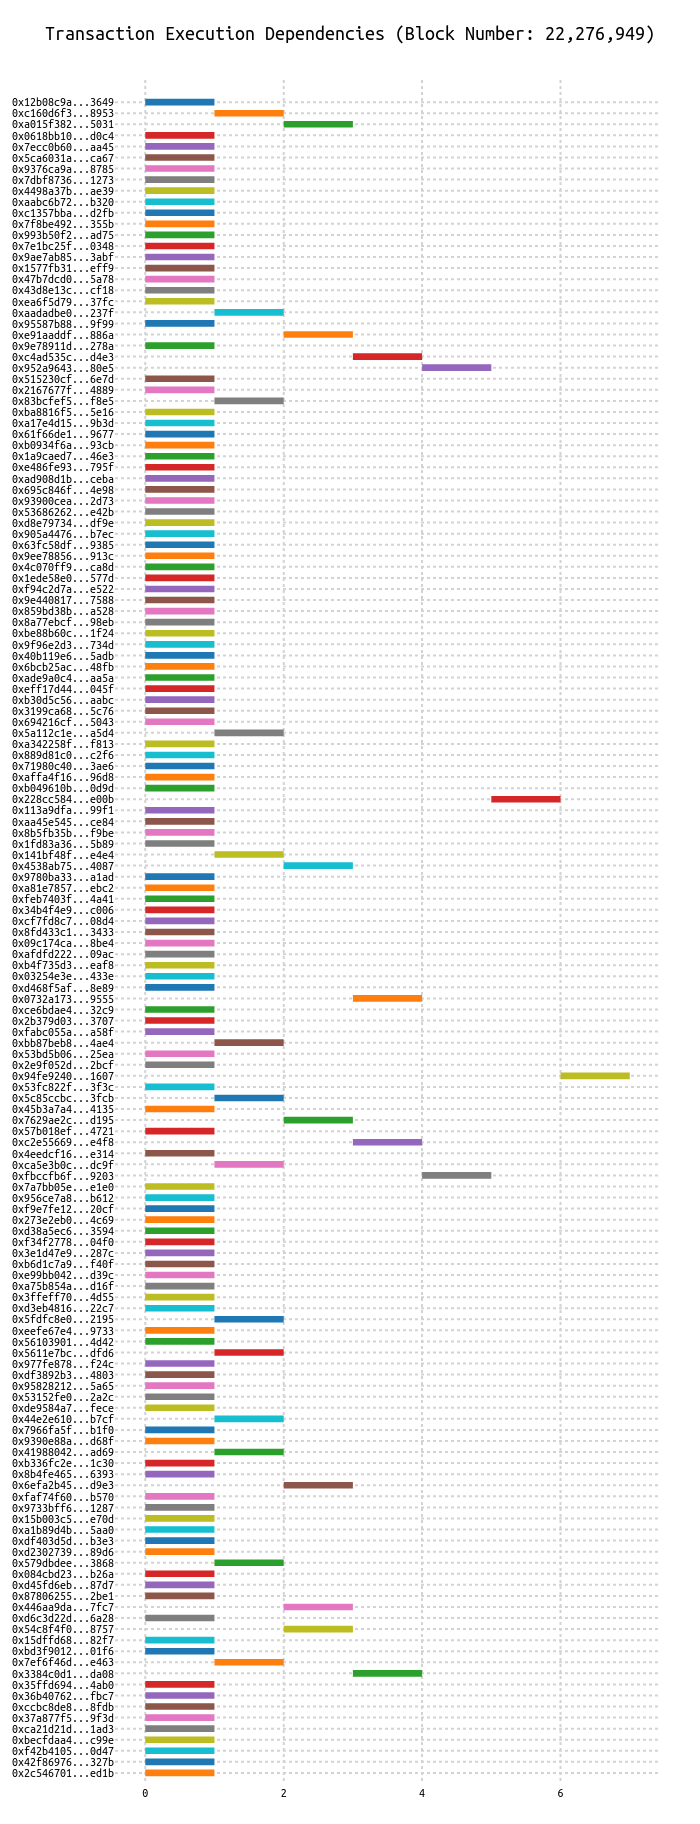 Transaction Execution Dependencies (Block Number: 22,276,949)
0x12b08c9a...3649
0xc160d6f3...8953
0xa015f382...5031
0x0618bb10...d0c4
0x7ecc0b60...aa45
0x5ca6031a...ca67
0x9376ca9a...8785
0x7dbf8736...1273
0x4498a37b...ae39
0xaabc6b72...b320
0xc1357bba...d2fb
0x7f8be492...355b
0x993b50f2...ad75
0x7e1bc25f...0348
0x9ae7ab85...3abf
0x1577fb31...eff9
0x47b7dcd0...5a78
0x43d8e13c...cf18
0xea6f5d79...37fc
0xaadadbe0...237f
0x95587b88...9f99
0xe91aaddf...886a
0x9e78911d...278a
0xc4ad535c...d4e3
0x952a9643...80e5
0x515230cf...6e7d
0x2167677f...4889
0x83bcfef5...f8e5
0xba8816f5...5e16
0xa17e4d15...9b3d
0x61f66de1...9677
0xb0934f6a...93cb
0x1a9caed7...46e3
0xe486fe93...795f
0xad908d1b...ceba
0x695c846f...4e98
0x93900cea...2d73
0x53686262...e42b
0xd8e79734...df9e
0x905a4476...b7ec
0x63fc58df...9385
0x9ee78856...913c
0x4c070ff9...ca8d
0x1ede58e0...577d
0xf94c2d7a...e522
0x9e440817...7588
0x859bd38b...a528
0x8a77ebcf...98eb
0xbe88b60c...1f24
0x9f96e2d3...734d
0x40b119e6...5adb
0x6bcb25ac...48fb
0xade9a0c4...aa5a
0xeff17d44...045f
0xb30d5c56...aabc
0x3199ca68...5c76
0x694216cf...5043
0x5a112c1e...a5d4
0xa342258f...f813
0x889d81c0...c2f6
0x71980c40...3ae6
0xaffa4f16...96d8
0xb049610b...0d9d
0x228cc584...e00b
0x113a9dfa...99f1
0xaa45e545...ce84
0x8b5fb35b...f9be
0x1fd83a36...5b89
0x141bf48f...e4e4
0x4538ab75...4087
0x9780ba33...a1ad
0xa81e7857...ebc2
0xfeb7403f...4a41
0x34b4f4e9...c006
0xcf7fd8c7...08d4
0x8fd433c1...3433
0x09c174ca...8be4
0xafdfd222...09ac
0xb4f735d3...eaf8
0x03254e3e...433e
0xd468f5af...8e89
0x0732a173...9555
0xce6bdae4...32c9
0x2b379d03...3707
0xfabc055a...a58f
0xbb87beb8...4ae4
0x53bd5b06...25ea
0x2e9f052d...2bcf
0x94fe9240...1607
0x53fc822f...3f3c
0x5c85ccbc...3fcb
0x45b3a7a4...4135
0x7629ae2c...d195
0x57b018ef...4721
0xc2e55669...e4f8
0x4eedcf16...e314
0xca5e3b0c...dc9f
0xfbccfb6f...9203
0x7a7bb05e...e1e0
0x956ce7a8...b612
0xf9e7fe12...20cf
0x273e2eb0...4c69
0xd38a5ec6...3594
0xf34f2778...04f0
0x3e1d47e9...287c
0xb6d1c7a9...f40f
0xe99bb042...d39c
0xa75b854a...d16f
0x3ffeff70...4d55
0xd3eb4816...22c7
0x5fdfc8e0...2195
0xeefe67e4...9733
0x56103901...4d42
0x5611e7bc...dfd6
0x977fe878...f24c
0xdf3892b3...4803
0x95828212...5a65
0x53152fe0...2a2c
0xde9584a7...fece
0x44e2e610...b7cf
0x7966fa5f...b1f0
0x9390e88a...d68f
0x41988042...ad69
0xb336fc2e...1c30
0x8b4fe465...6393
0x6efa2b45...d9e3
0xfaf74f60...b570
0x9733bff6...1287
0x15b003c5...e70d
0xa1b89d4b...5aa0
0xdf403d5d...b3e3
0xd2302739...89d6
0x579dbdee...3868
0x084cbd23...b26a
0xd45fd6eb...87d7
0x87806255...2be1
0x446aa9da...7fc7
0xd6c3d22d...6a28
0x54c8f4f0...8757
0x15dffd68...82f7
0xbd3f9012...01f6
0x7ef6f46d...e463
0x3384c0d1...da08
0x35ffd694...4ab0
0x36b40762...fbc7
0xccbc8de8...8fdb
0x37a877f5...9f3d
0xca21d21d...1ad3
0xbecfdaa4...c99e
0xf42b4105...0d47
0x42f86976...327b
0x2c546701...ed1b
0 2 4 6